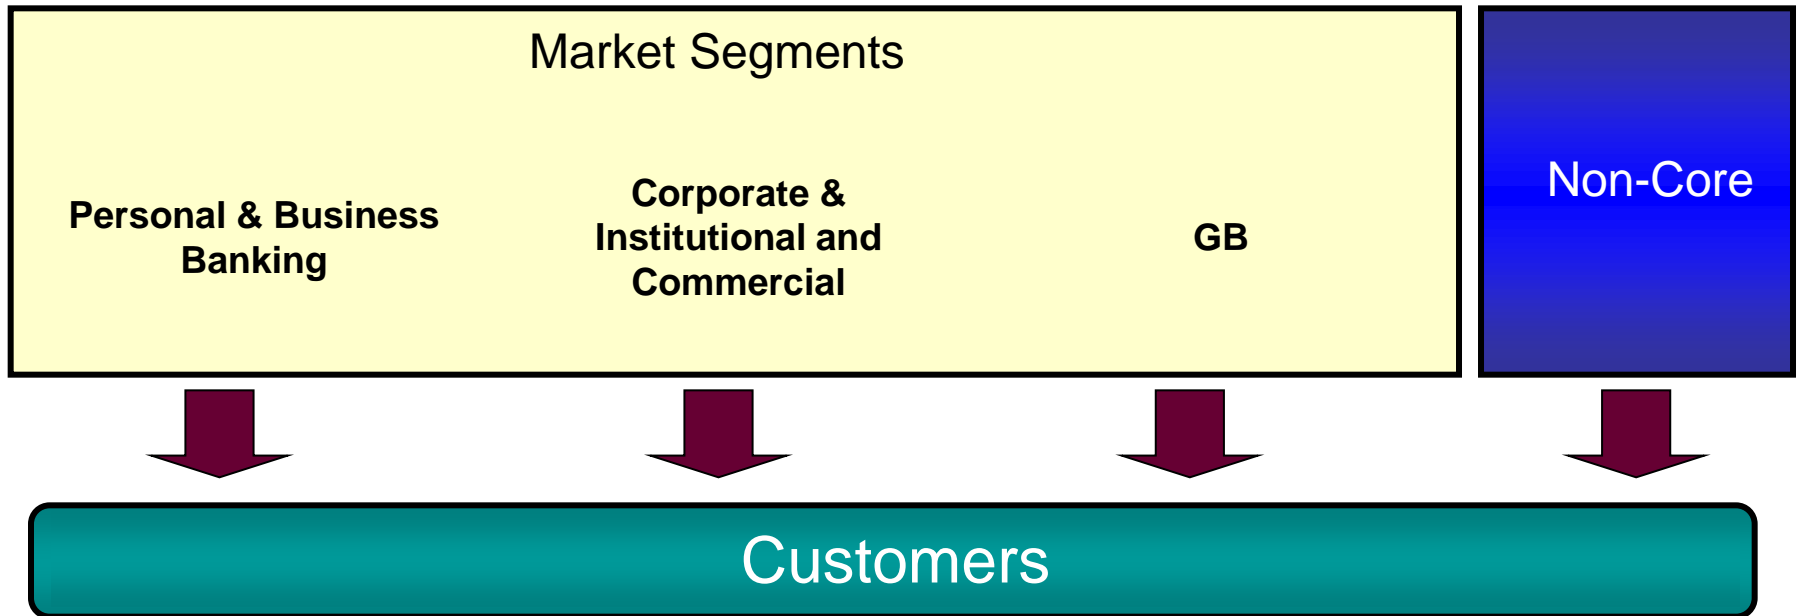 Market Segments
Personal & Business
Banking
Corporate &
Institutional and
Commercial
GB
Non-Core
Customers